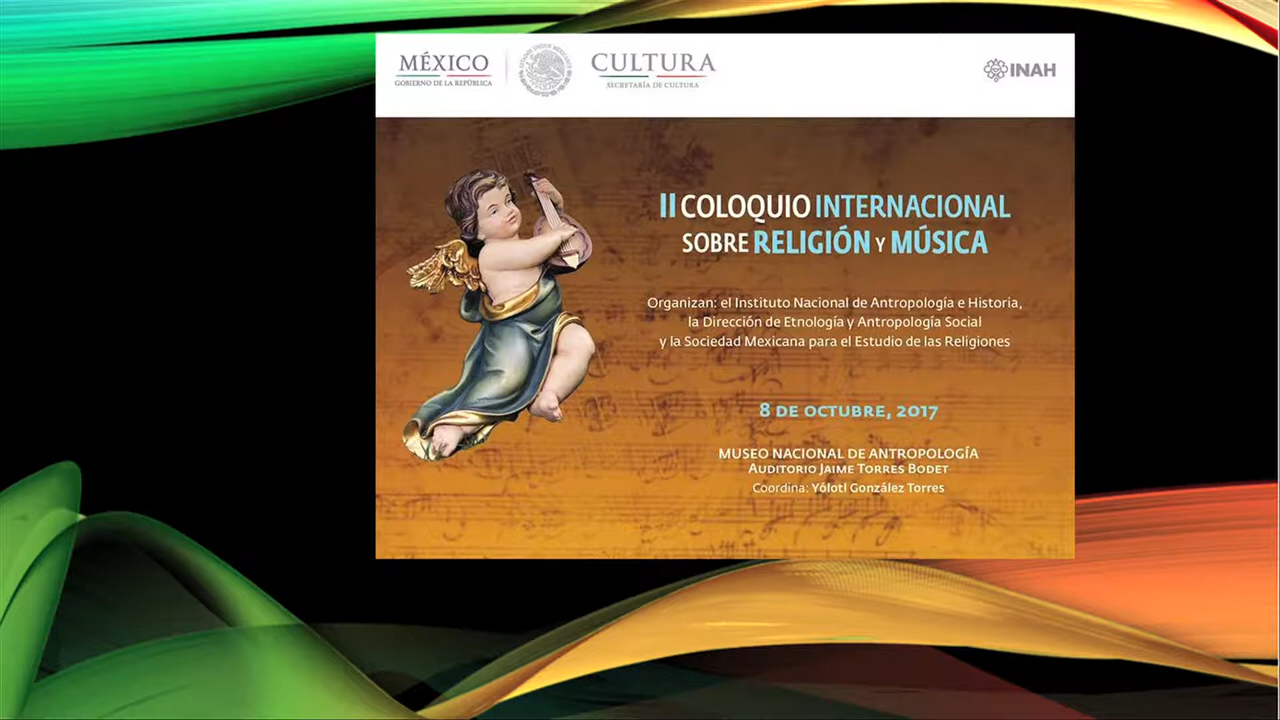 MÉXICO
GOBIERNO DE LA REPÚBLICA
CULTURA
SECRETARÍA DE CULTURA
INAH
II COLOQUIO INTERNACIONAL
SOBRE RELIGIÓN Y MÚSICA
Organizan: el Instituto Nacional de Antropología e Historia,
la Dirección de Etnología y Antropología Social
y la Sociedad Mexicana para el Estudio de las Religiones
8 DE OCTUBRE, 2017
MUSEO NACIONAL DE ANTROPOLOGÍA
AUDITORIO JAIME TORRES BODET
Coordina: Yólotl González Torres